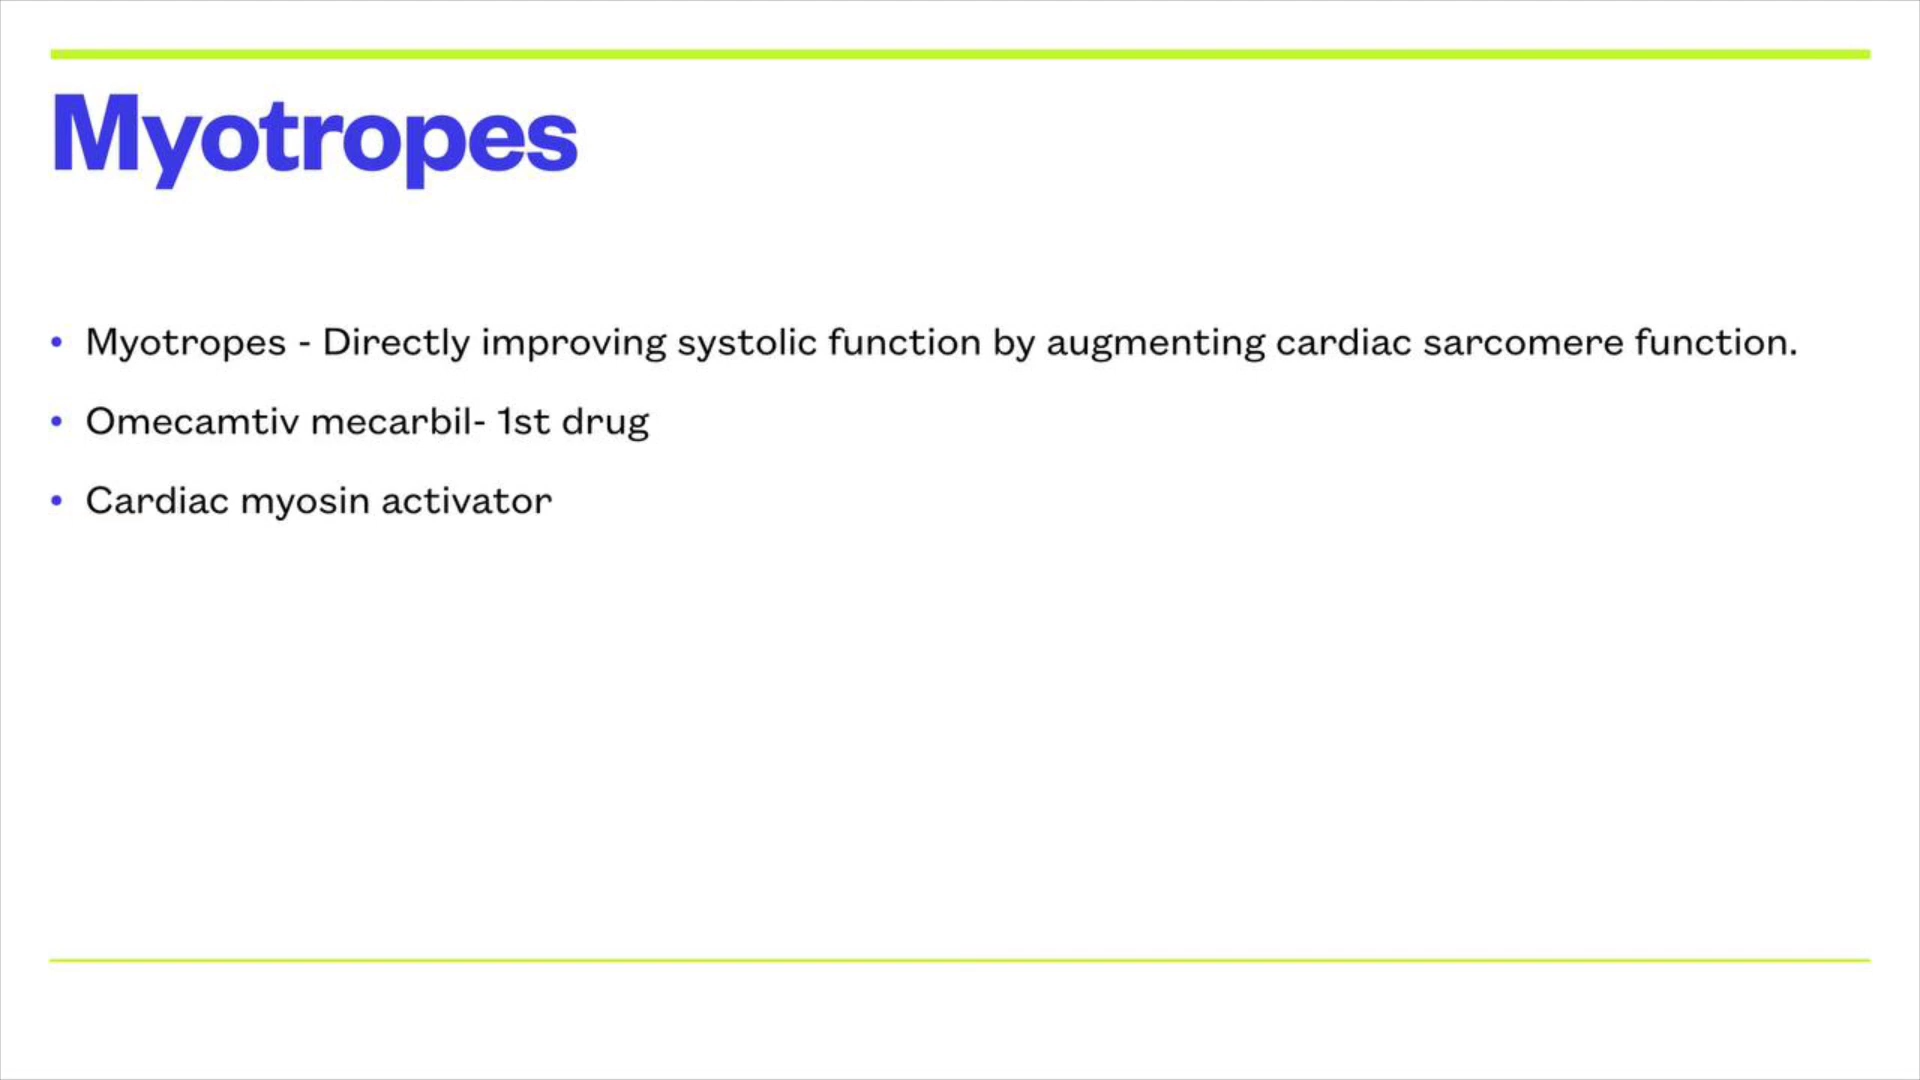 Myotropes
• Myotropes - Directly improving systolic function by augmenting cardiac sarcomere function.
• Omecamtiv mecarbil- 1st drug
• Cardiac myosin activator